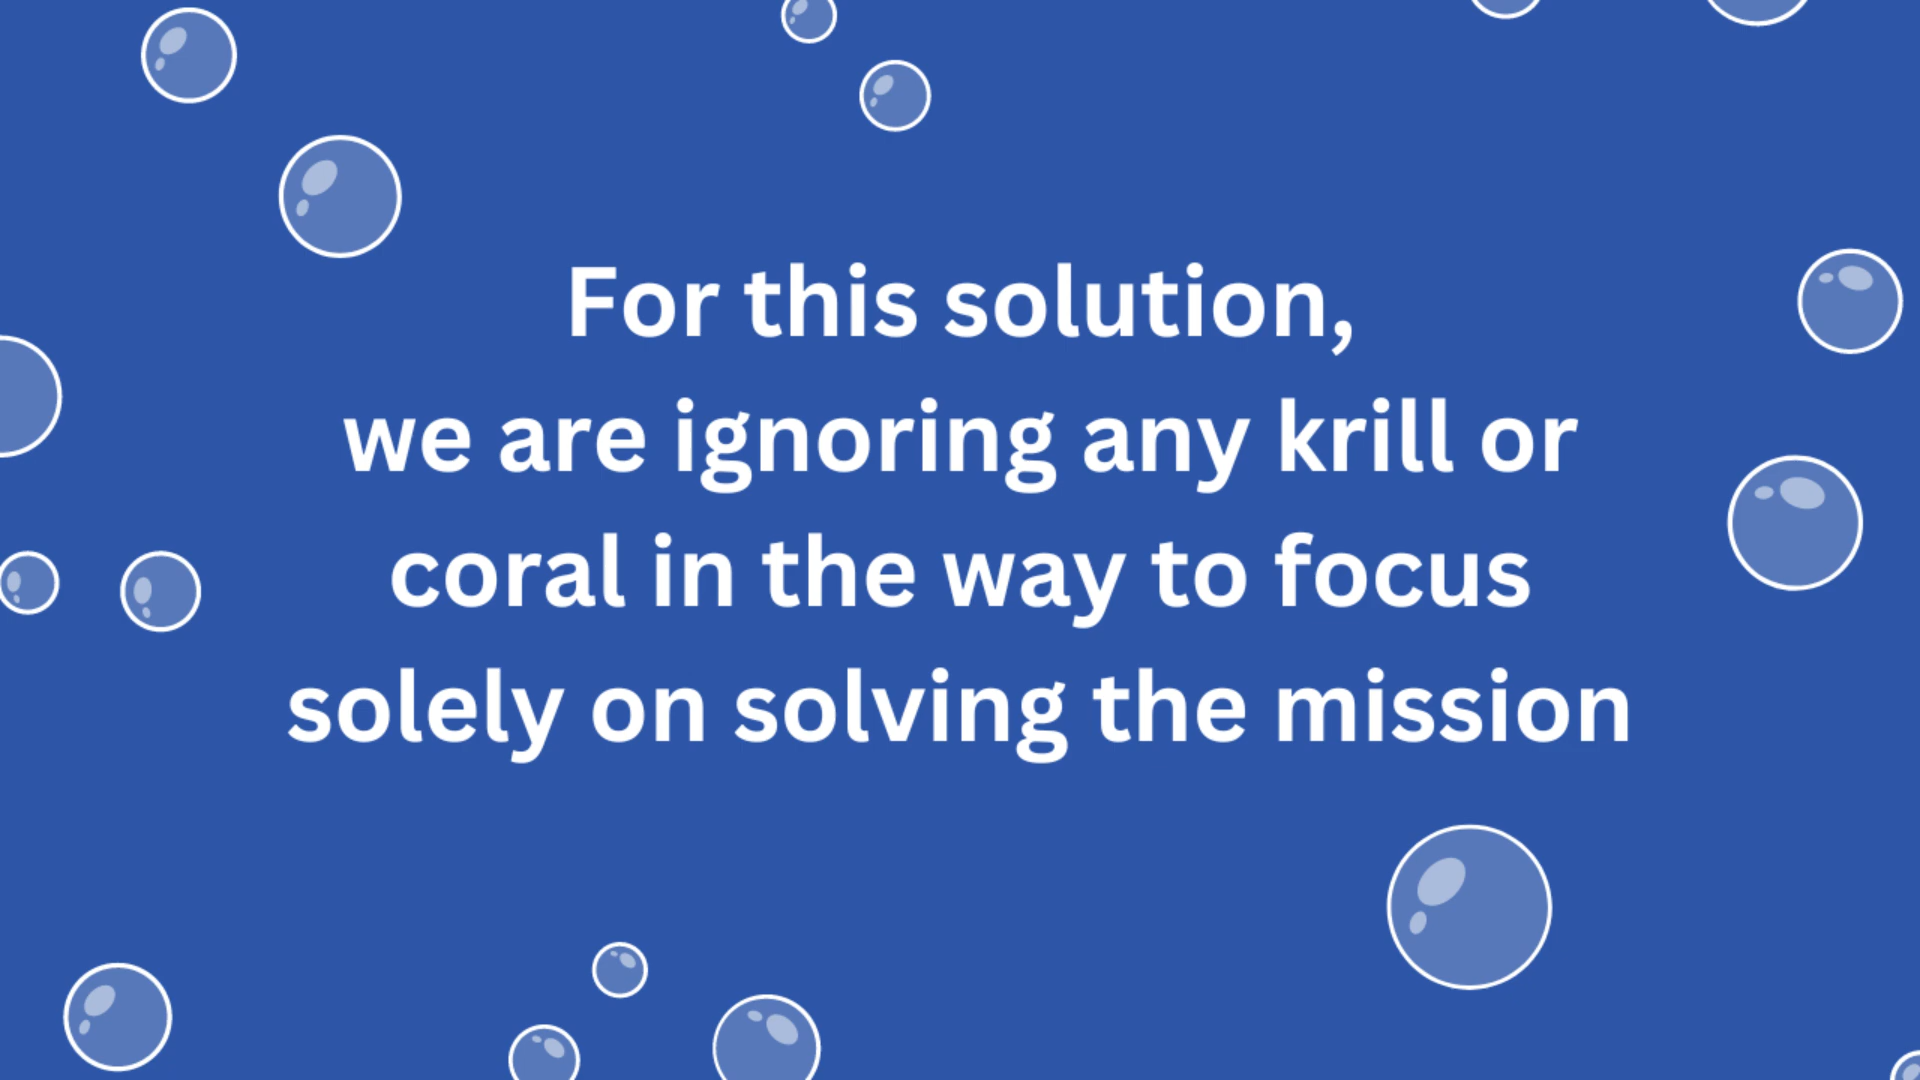 For this solution,
we are ignoring any krill or
coral in the way to focus
solely on solving the mission